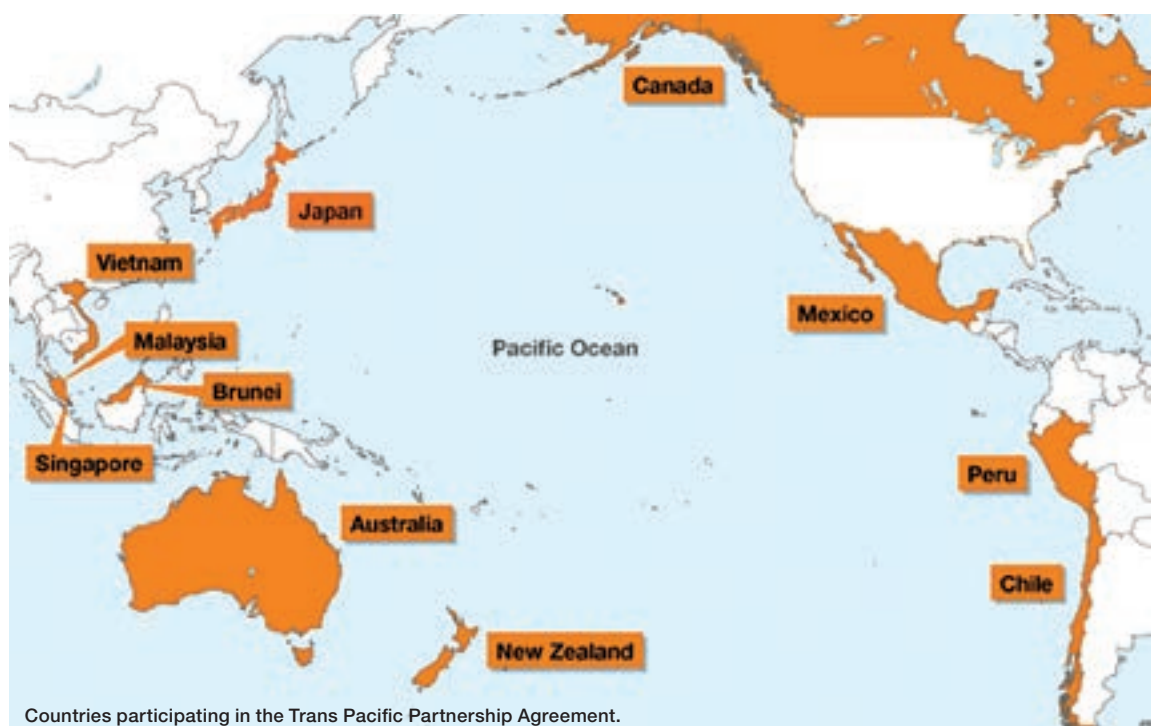 Canada
Japan
Vietnam
Mexico
Malaysia
Pacific Ocean
Brunei
Singapore
Peru
Australia
Chile
New Zealand
Countries participating in the Trans Pacific Partnership Agreement.